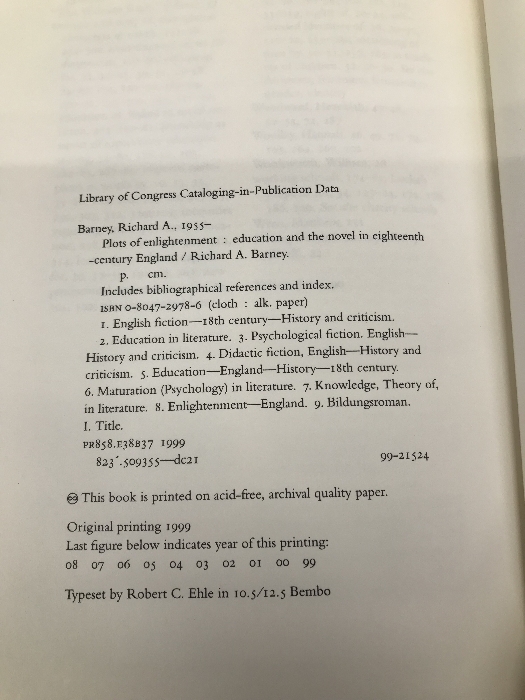 Library of Congress Cataloging-in-Publication Data
Barney, Richard A., 1955–
Plots of enlightenment : education and the novel in eighteenth
-century England / Richard A. Barney.
p. cm.
Includes bibliographical references and index.
ISBN 0-8047-2978-6 (cloth : alk. paper)
1. English fiction—18th century—History and criticism.
2. Education in literature. 3. Psychological fiction. English—
History and criticism. 4. Didactic fiction, English—History and
criticism. 5. Education—England—History—18th century.
6. Maturation (Psychology) in literature. 7. Knowledge, Theory of,
in literature. 8. Enlightenment—England. 9. Bildungsroman.
I. Title.
PR858.E38B37 1999
823´.509355—dc21 99-21524
♾ This book is printed on acid-free, archival quality paper.
Original printing 1999
Last figure below indicates year of this printing:
08 07 06 05 04 03 02 01 00 99
Typeset by Robert C. Ehle in 10.5/12.5 Bembo